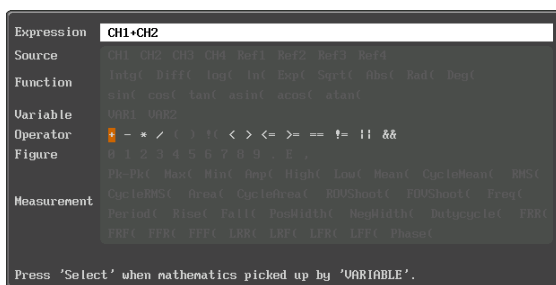 Expression CH1+CH2
Source CH1 CH2 CH3 CH4 Ref1 Ref2 Ref3 Ref4
Function Intg( Diff( log( ln( Exp( Sqrt( Abs( Rad( Deg(
sin( cos( tan( asin( acos( atan(
Variable VAR1 VAR2
Operator + - * / ( ) !( < > <= >= == != || &&
Figure 0 1 2 3 4 5 6 7 8 9 . E ,
Pk-Pk( Max( Min( Amp( High( Low( Mean( CycleMean( RMS(
Measurement CycleRMS( Area( CycleArea( ROVShoot( FOVShoot( Freq(
Period( Rise( Fall( PosWidth( NegWidth( Dutycycle( FRR(
FRF( FFR( FFF( LRR( LRF( LFR( LFF( Phase(
Press 'Select' when mathematics picked up by 'VARIABLE'.